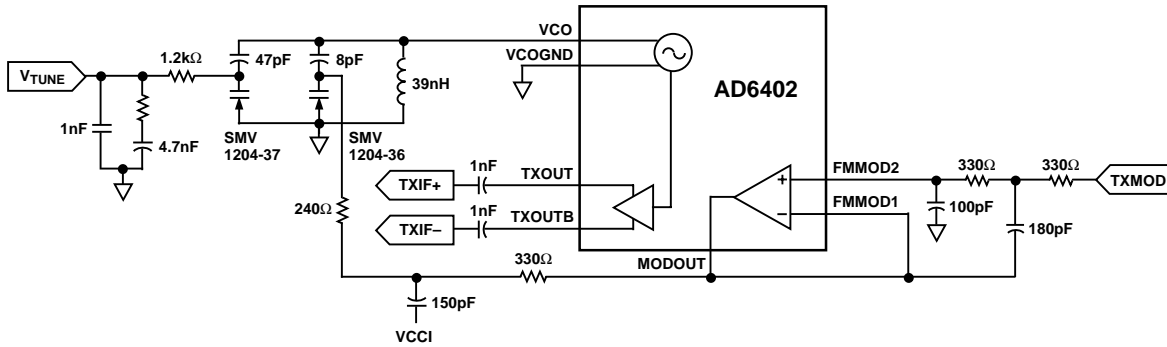 VCO
VCOGND
AD6402
V TUNE
1.2kΩ
47pF
8pF
39nH
1nF
4.7nF
SMV
1204-37
SMV
1204-36
TXIF+
1nF
TXOUT
FMMOD2
330Ω
330Ω
TXMOD
240Ω
TXIF–
1nF
TXOUTB
FMMOD1
100pF
180pF
+
–
330Ω
MODOUT
150pF
VCCI